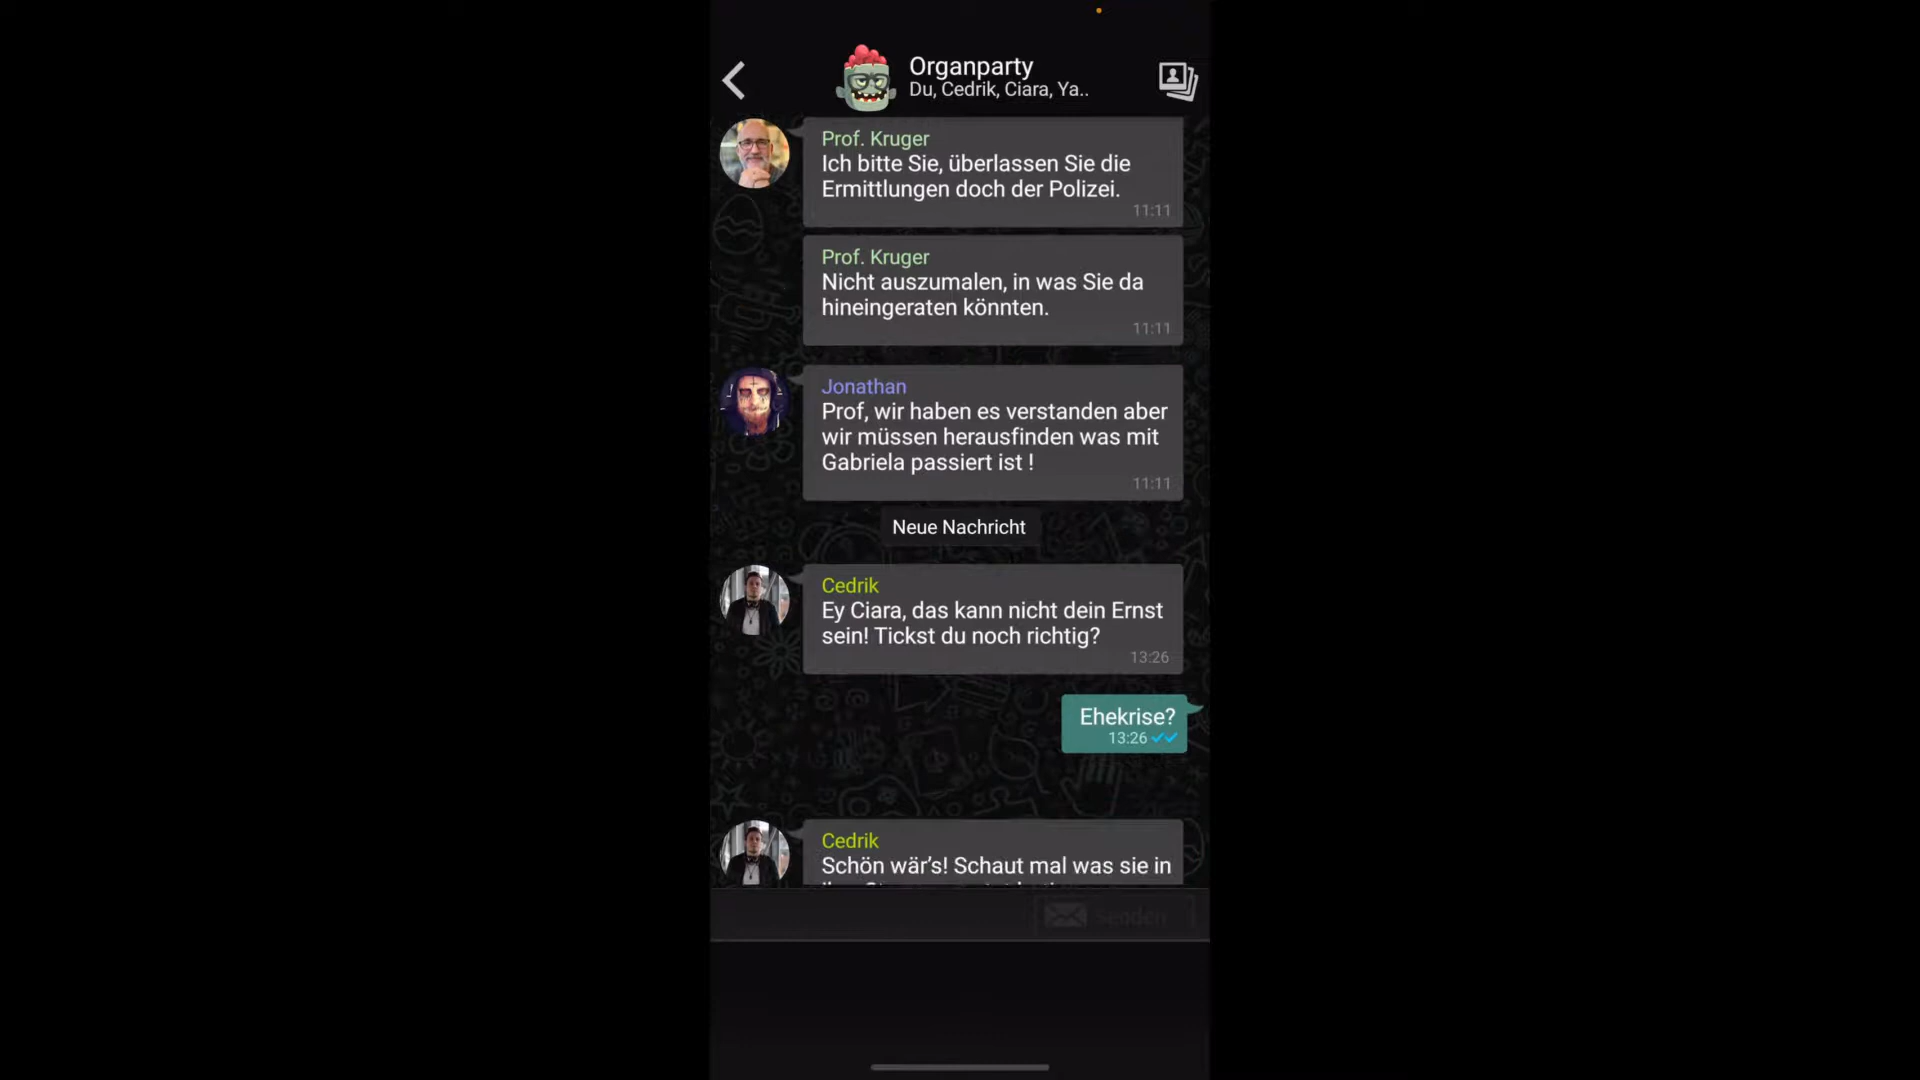 Organparty
Du, Cedrik, Ciara, Ya..
Prof. Kruger
Ich bitte Sie, überlassen Sie die
Ermittlungen doch der Polizei.
11:11
Prof. Kruger
Nicht auszumalen, in was Sie da
hineingeraten könnten.
11:11
Jonathan
Prof, wir haben es verstanden aber
wir müssen herausfinden was mit
Gabriela passiert ist !
11:11
Neue Nachricht
Cedrik
Ey Ciara, das kann nicht dein Ernst
sein! Tickst du noch richtig?
13:26
Ehekrise?
13:26
Cedrik
Schön wär's! Schaut mal was sie in
Senden